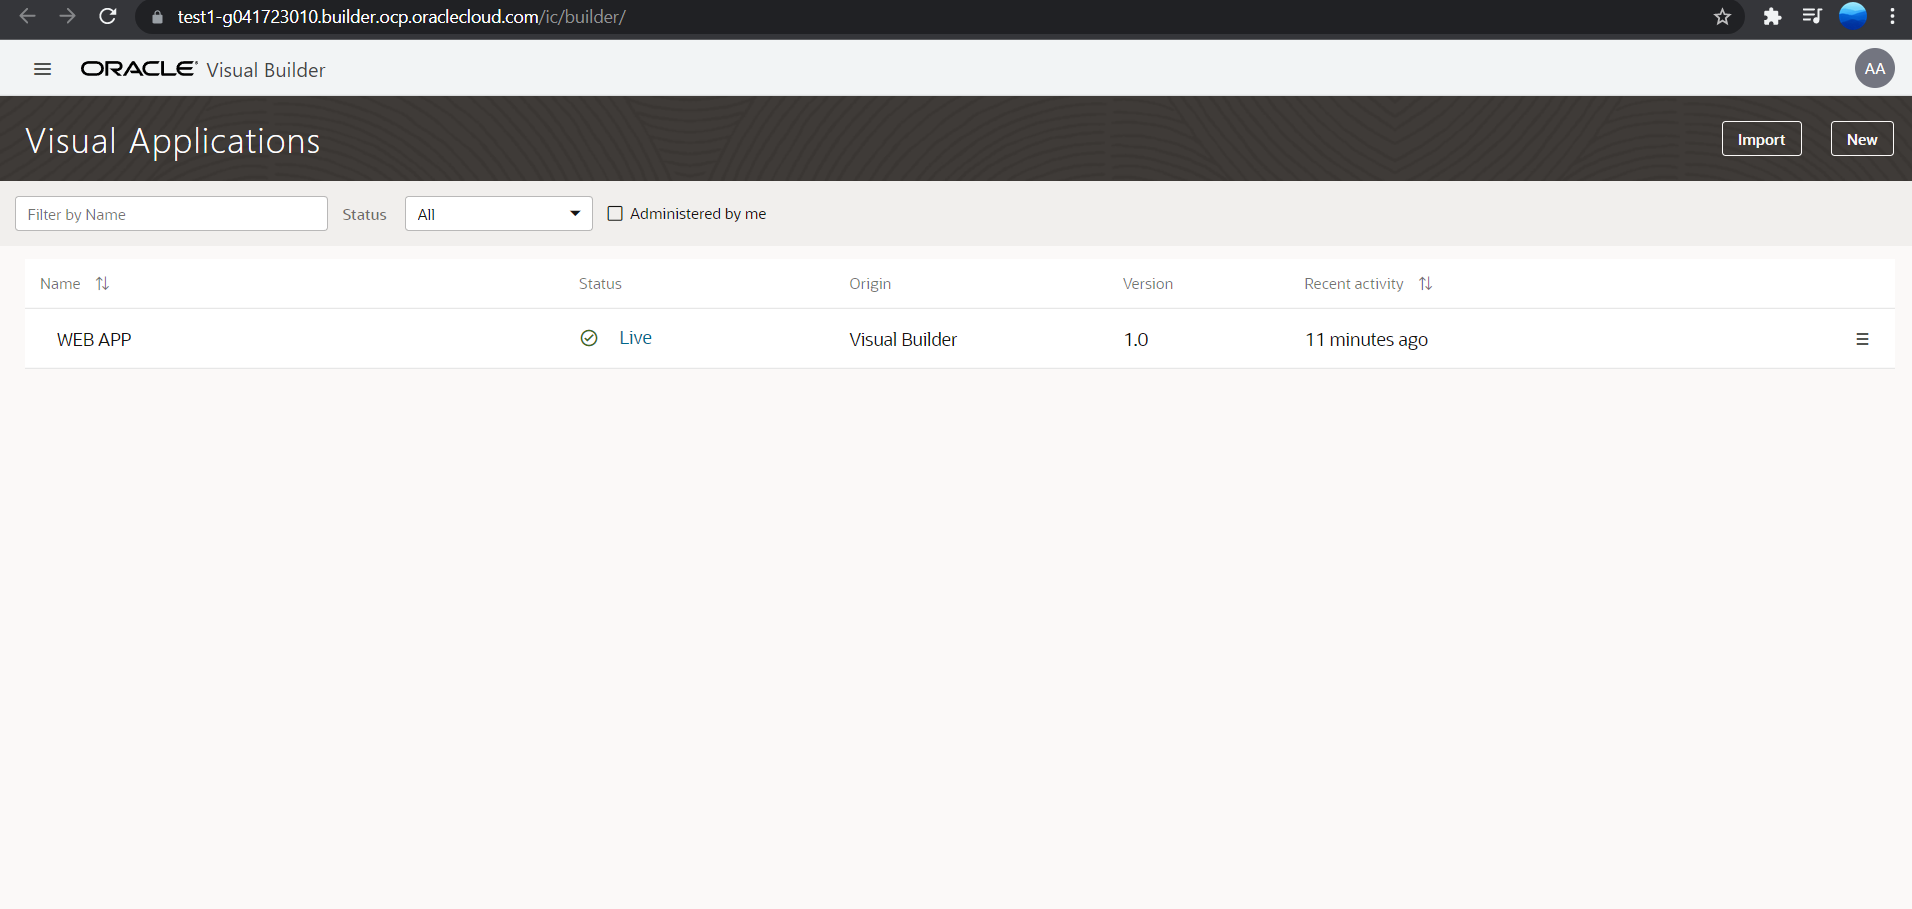 test1-g041723010.builder.ocp.oraclecloud.com/ic/builder/
ORACLE Visual Builder
AA
Visual Applications
Import
New
Filter by Name
Status
All
Administered by me
Name Status Origin Version Recent activity
WEB APP Live Visual Builder 1.0 11 minutes ago